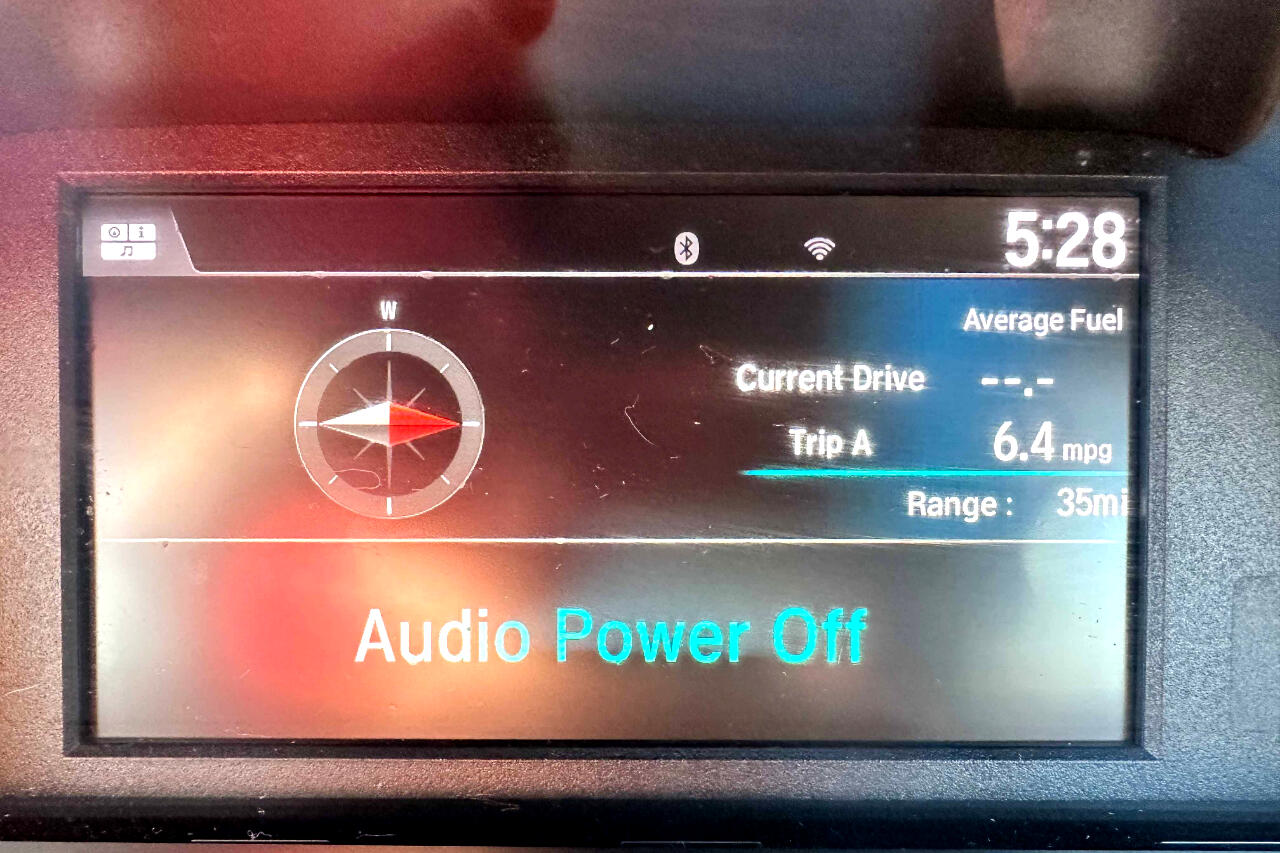 5:28
W
Average Fuel
Current Drive --.-
Trip A 6.4 mpg
Range : 35mi
Audio Power Off